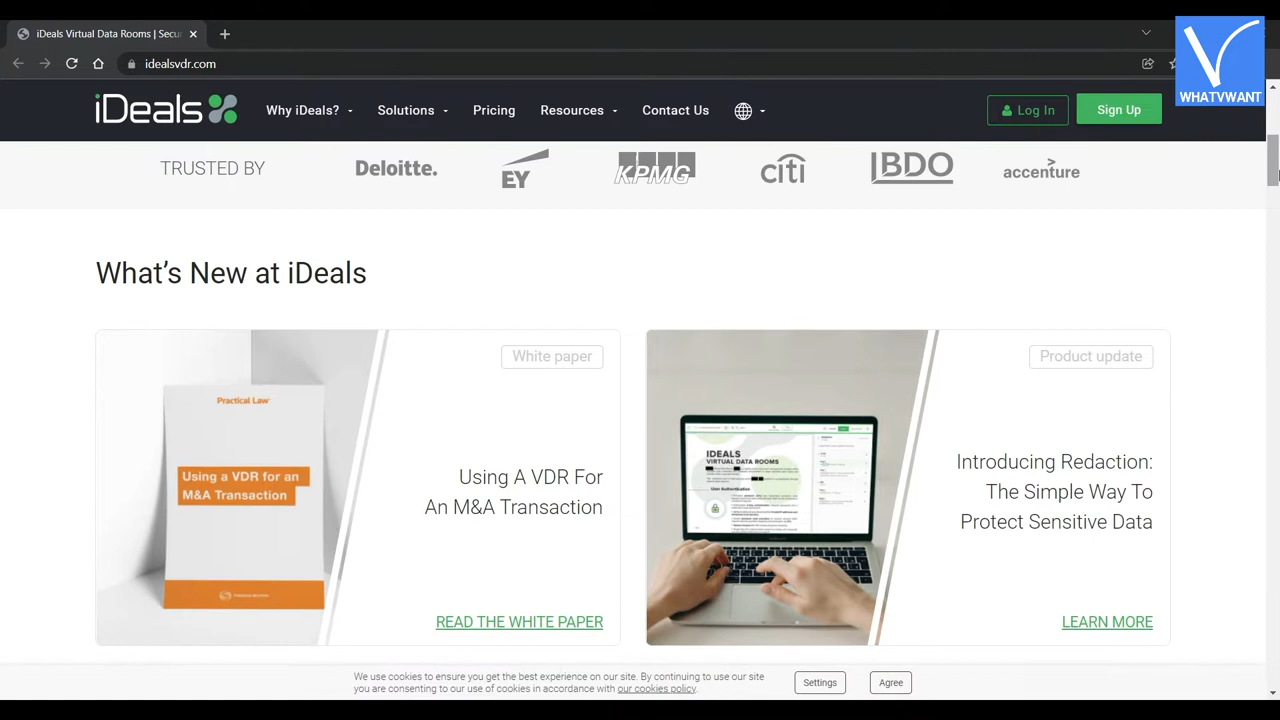 iDeals Virtual Data Rooms | Secu
idealsvdr.com
WHATVWANT
iDeals
Why iDeals?
Solutions
Pricing
Resources
Contact Us
Log In
Sign Up
TRUSTED BY
Deloitte.
EY
KPMG
citi
BDO
accenture
What's New at iDeals
White paper
Practical Law
Using a VDR for an
M&A Transaction
Using A VDR For
An M&A Transaction
READ THE WHITE PAPER
Product update
IDEALS
VIRTUAL DATA ROOMS
User Authentication
Introducing Redaction:
The Simple Way To
Protect Sensitive Data
LEARN MORE
We use cookies to ensure you get the best experience on our site. By continuing to use our site
you are consenting to our use of cookies in accordance with our cookies policy.
Settings
Agree